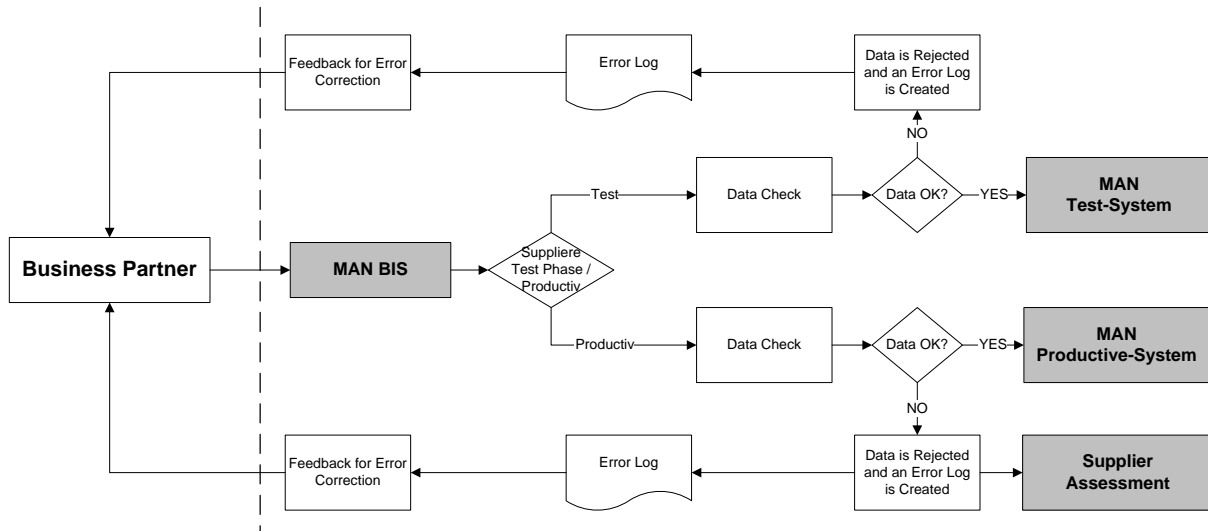 Feedback for Error
Correction
Error Log
Data is Rejected
and an Error Log
is Created
NO
Test
Data Check
Data OK?
YES
MAN
Test-System
Business Partner
MAN BIS
Suppliere
Test Phase /
Productiv
Productiv
Data Check
Data OK?
YES
MAN
Productive-System
NO
Feedback for Error
Correction
Error Log
Data is Rejected
and an Error Log
is Created
Supplier
Assessment